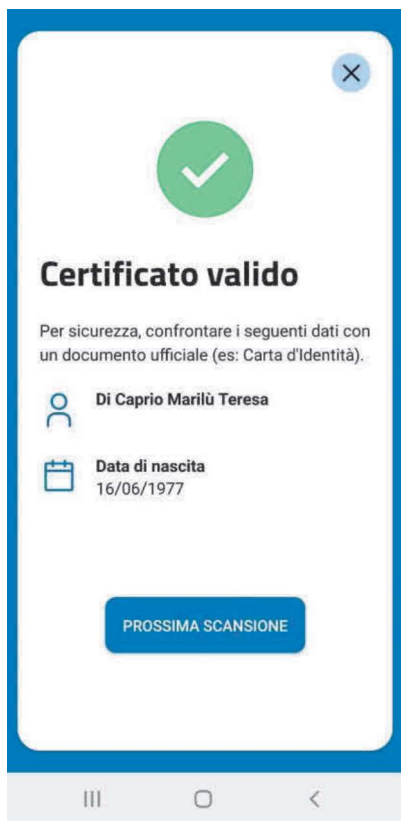 Certificato valido
Per sicurezza, confrontare i seguenti dati con
un documento ufficiale (es: Carta d'Identità).
Di Caprio Marilù Teresa
Data di nascita
16/06/1977
PROSSIMA SCANSIONE